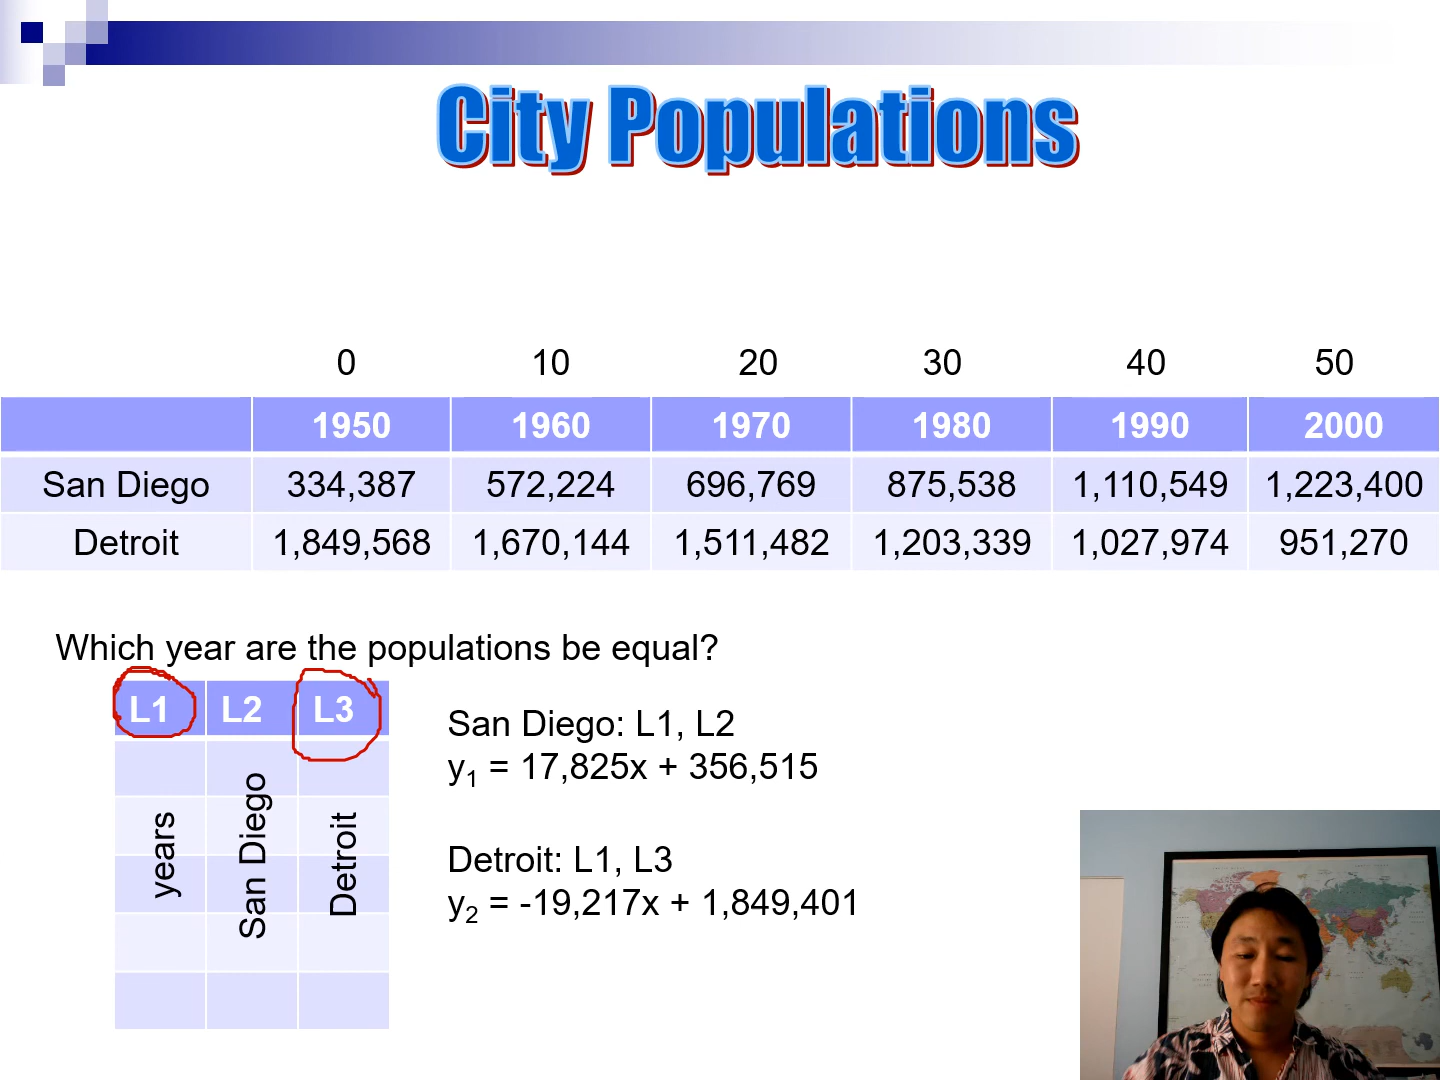 City Populations
0 10 20 30 40 50
1950 1960 1970 1980 1990 2000
San Diego 334,387 572,224 696,769 875,538 1,110,549 1,223,400
Detroit 1,849,568 1,670,144 1,511,482 1,203,339 1,027,974 951,270
Which year are the populations be equal?
L1 L2 L3
years San Diego Detroit
San Diego: L1, L2
y1 = 17,825x + 356,515
Detroit: L1, L3
y2 = -19,217x + 1,849,401